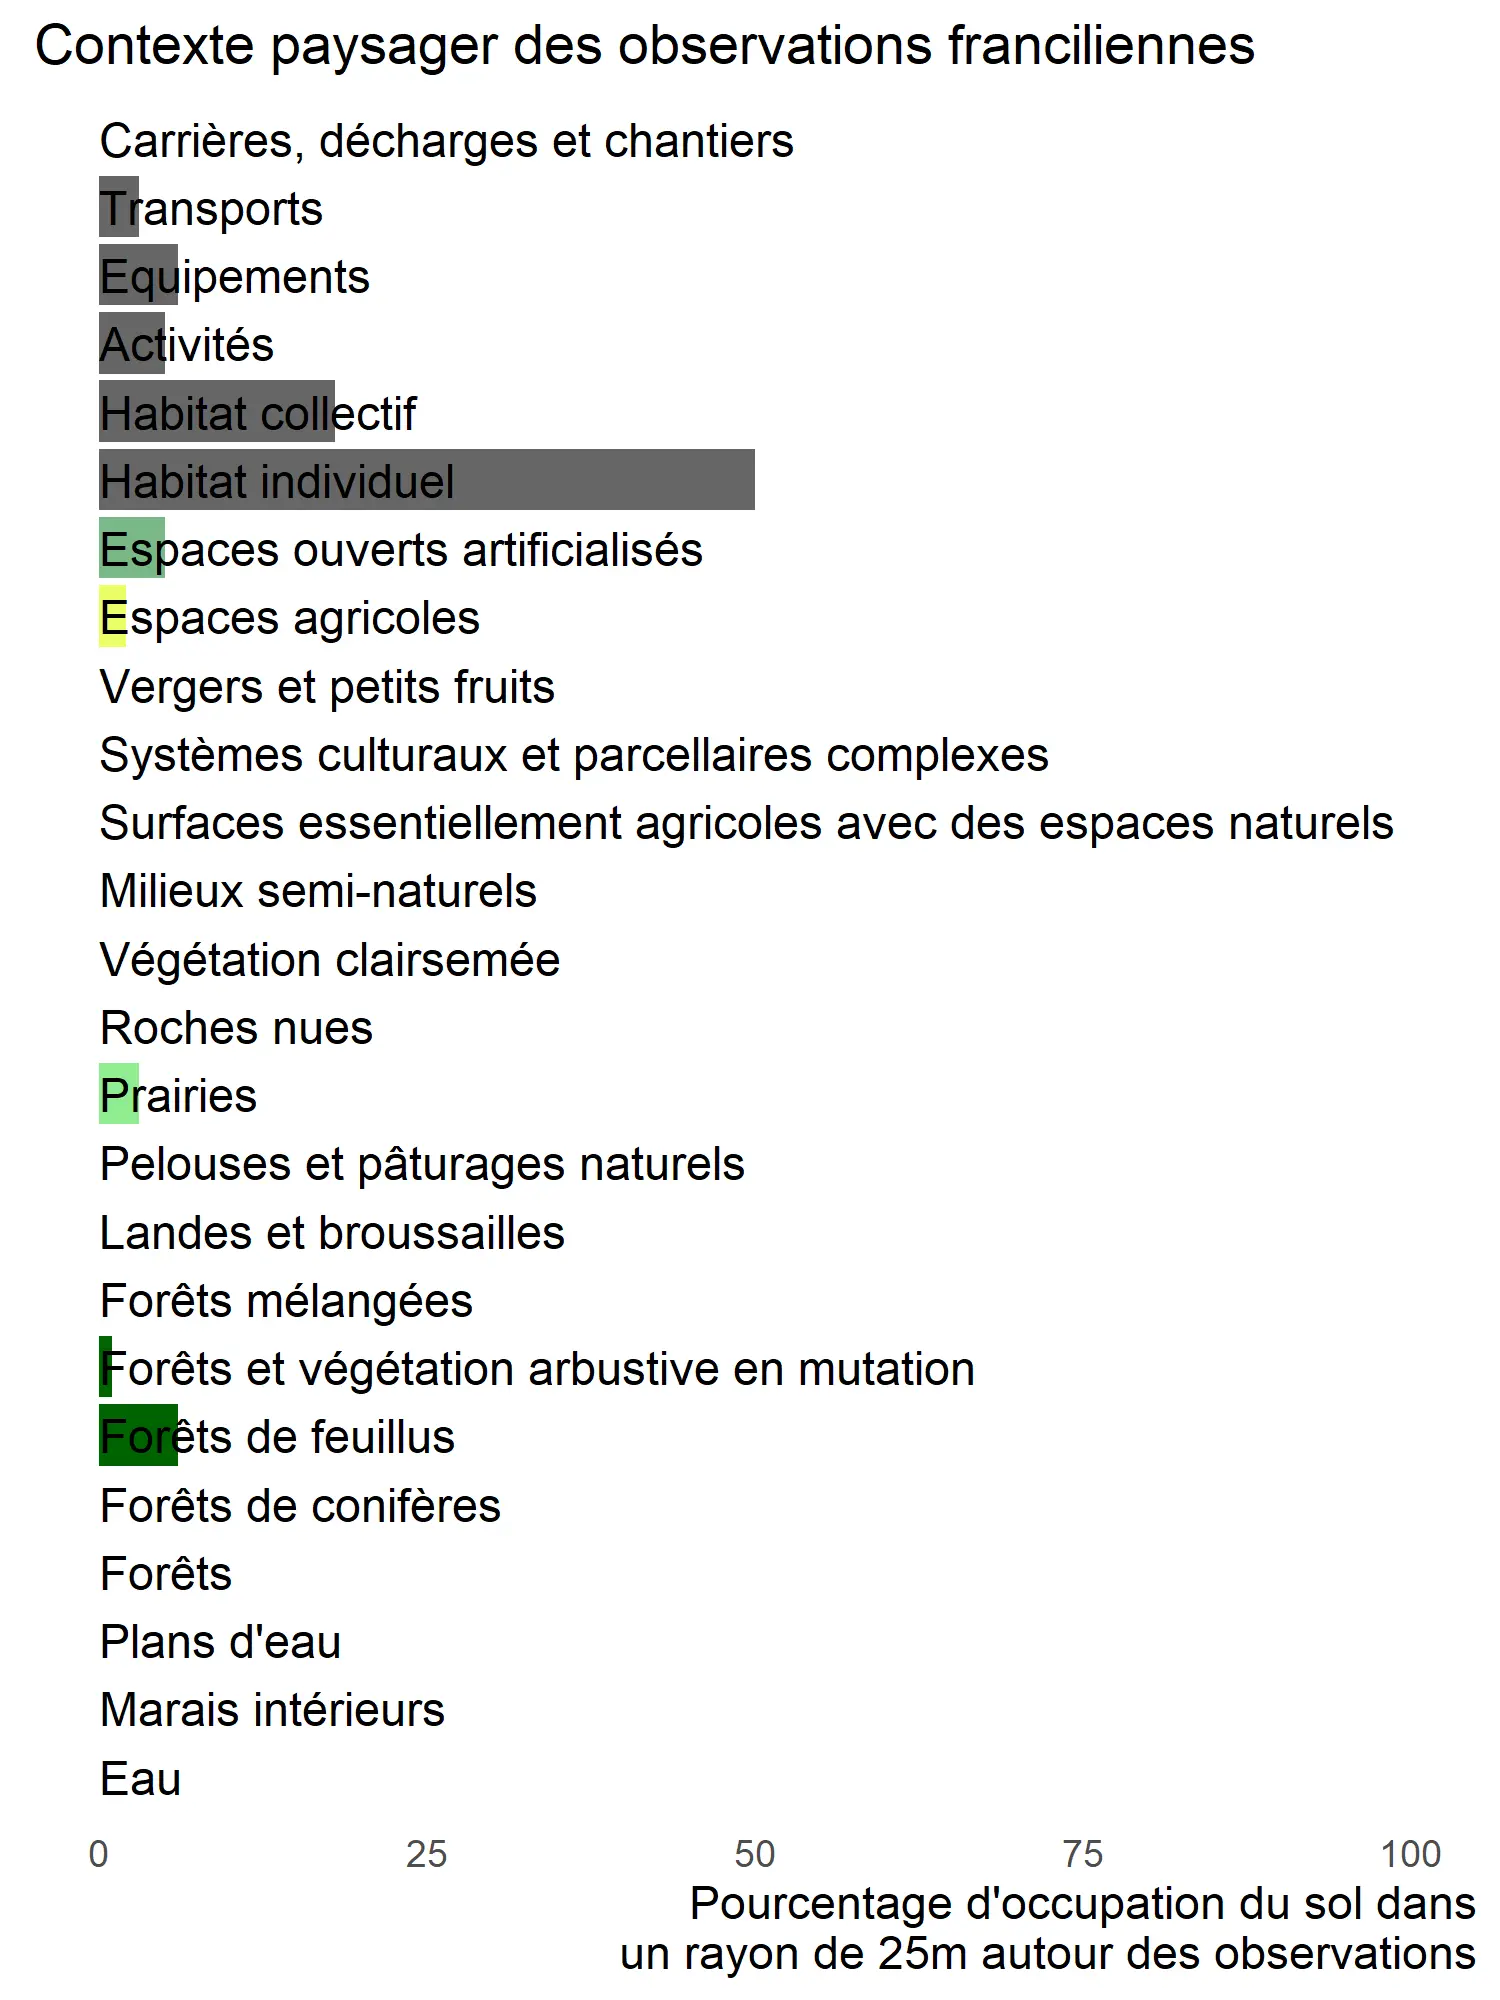 Contexte paysager des observations franciliennes
Carrières, décharges et chantiers
Transports
Equipements
Activités
Habitat collectif
Habitat individuel
Espaces ouverts artificialisés
Espaces agricoles
Vergers et petits fruits
Systèmes culturaux et parcellaires complexes
Surfaces essentiellement agricoles avec des espaces naturels
Milieux semi-naturels
Végétation clairsemée
Roches nues
Prairies
Pelouses et pâturages naturels
Landes et broussailles
Forêts mélangées
Forêts et végétation arbustive en mutation
Forêts de feuillus
Forêts de conifères
Forêts
Plans d'eau
Marais intérieurs
Eau
0 25 50 75 100
Pourcentage d'occupation du sol dans
un rayon de 25m autour des observations